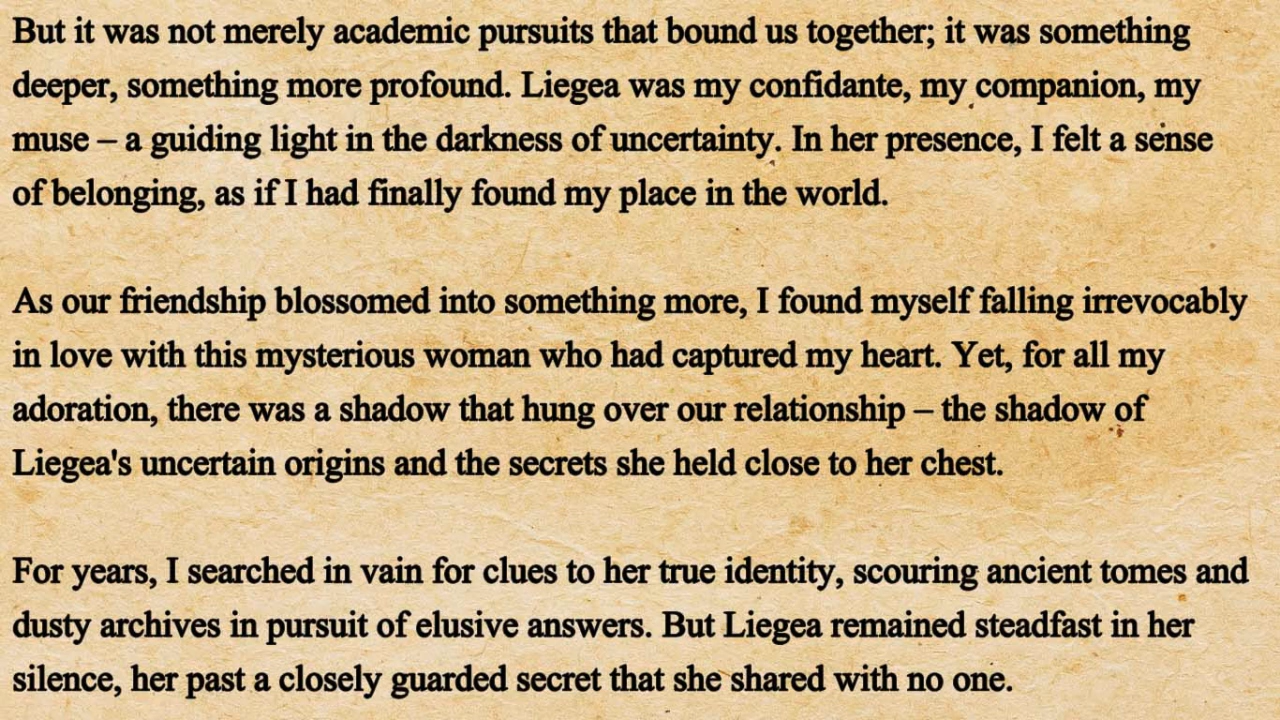 But it was not merely academic pursuits that bound us together; it was something
deeper, something more profound. Liegea was my confidante, my companion, my
muse – a guiding light in the darkness of uncertainty. In her presence, I felt a sense
of belonging, as if I had finally found my place in the world.
As our friendship blossomed into something more, I found myself falling irrevocably
in love with this mysterious woman who had captured my heart. Yet, for all my
adoration, there was a shadow that hung over our relationship – the shadow of
Liegea's uncertain origins and the secrets she held close to her chest.
For years, I searched in vain for clues to her true identity, scouring ancient tomes and
dusty archives in pursuit of elusive answers. But Liegea remained steadfast in her
silence, her past a closely guarded secret that she shared with no one.